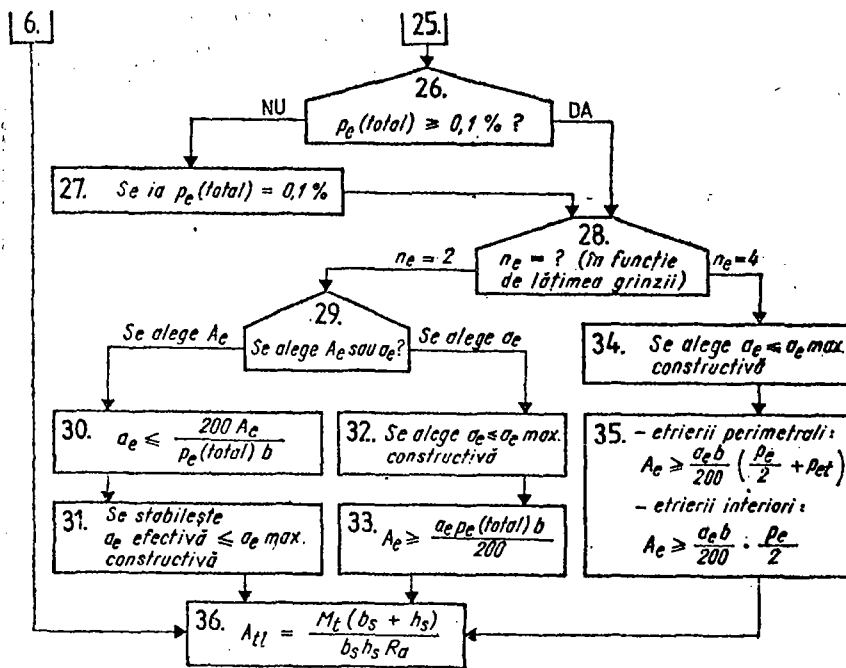 6.
25.
26.
NU
DA
p_e (total) ⩾ 0,1 % ?
27. Se ia p_e (total) = 0,1 %
28.
n_e = 2
n_e = ? (în funcție
n_e=4
de lățimea grinzii)
29.
Se alege A_e
Se alege A_e sau a_e?
Se alege a_e
34. Se alege a_e ⩽ a_e max.
constructivă
30. a_e ⩽ 200 A_e / p_e (total) b
32. Se alege a_e ⩽ a_e max.
constructivă
35. – etrierii perimetrali:
A_e ⩾ a_e b / 200 (p_e / 2 + p_et)
– etrierii interiori:
A_e ⩾ a_e b / 200 · p_e / 2
31. Se stabilește
a_e efectivă ⩽ a_e max.
constructivă
33. A_e ⩾ a_e p_e (total) b / 200
36. A_tl = M_t (b_s + h_s) / b_s h_s R_a